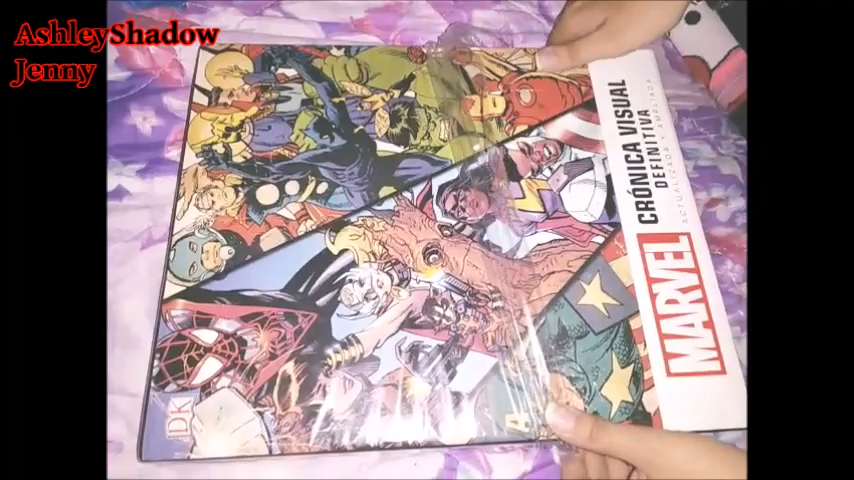 AshleyShadow
Jenny
CRÓNICA VISUAL
DEFINITIVA
ACTUALIZADA Y AMPLIADA
MARVEL
DK
A